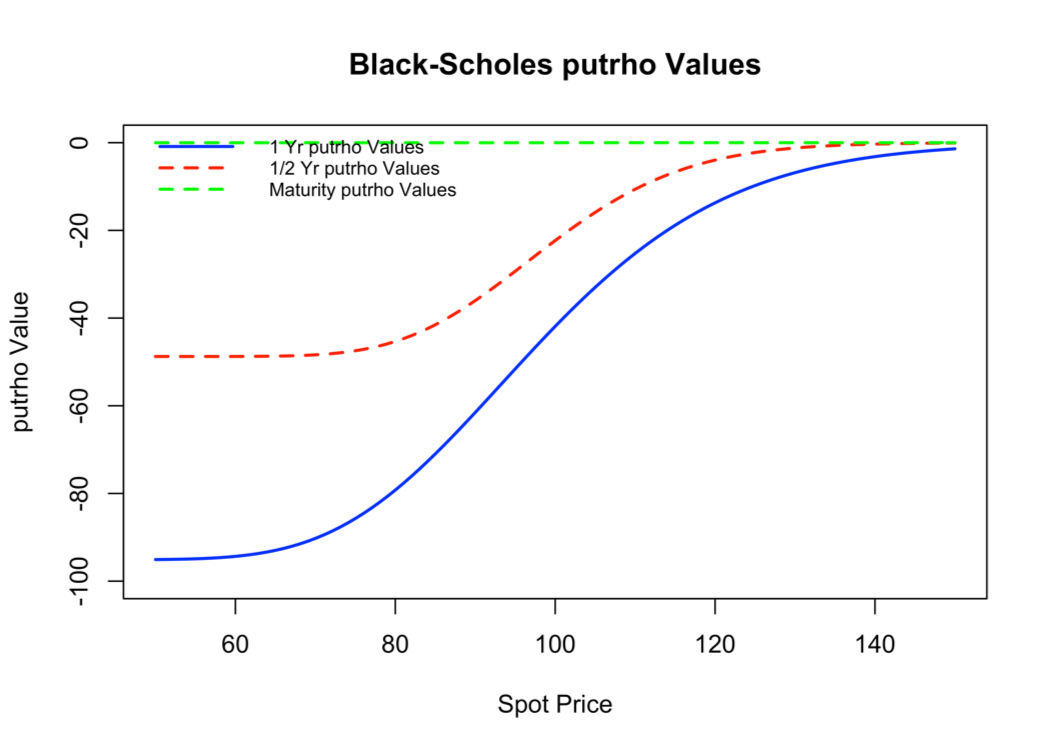 Black-Scholes putrho Values
1 Yr putrho Values
1/2 Yr putrho Values
Maturity putrho Values
putrho Value
0
-20
-40
-60
-80
-100
60
80
100
120
140
Spot Price